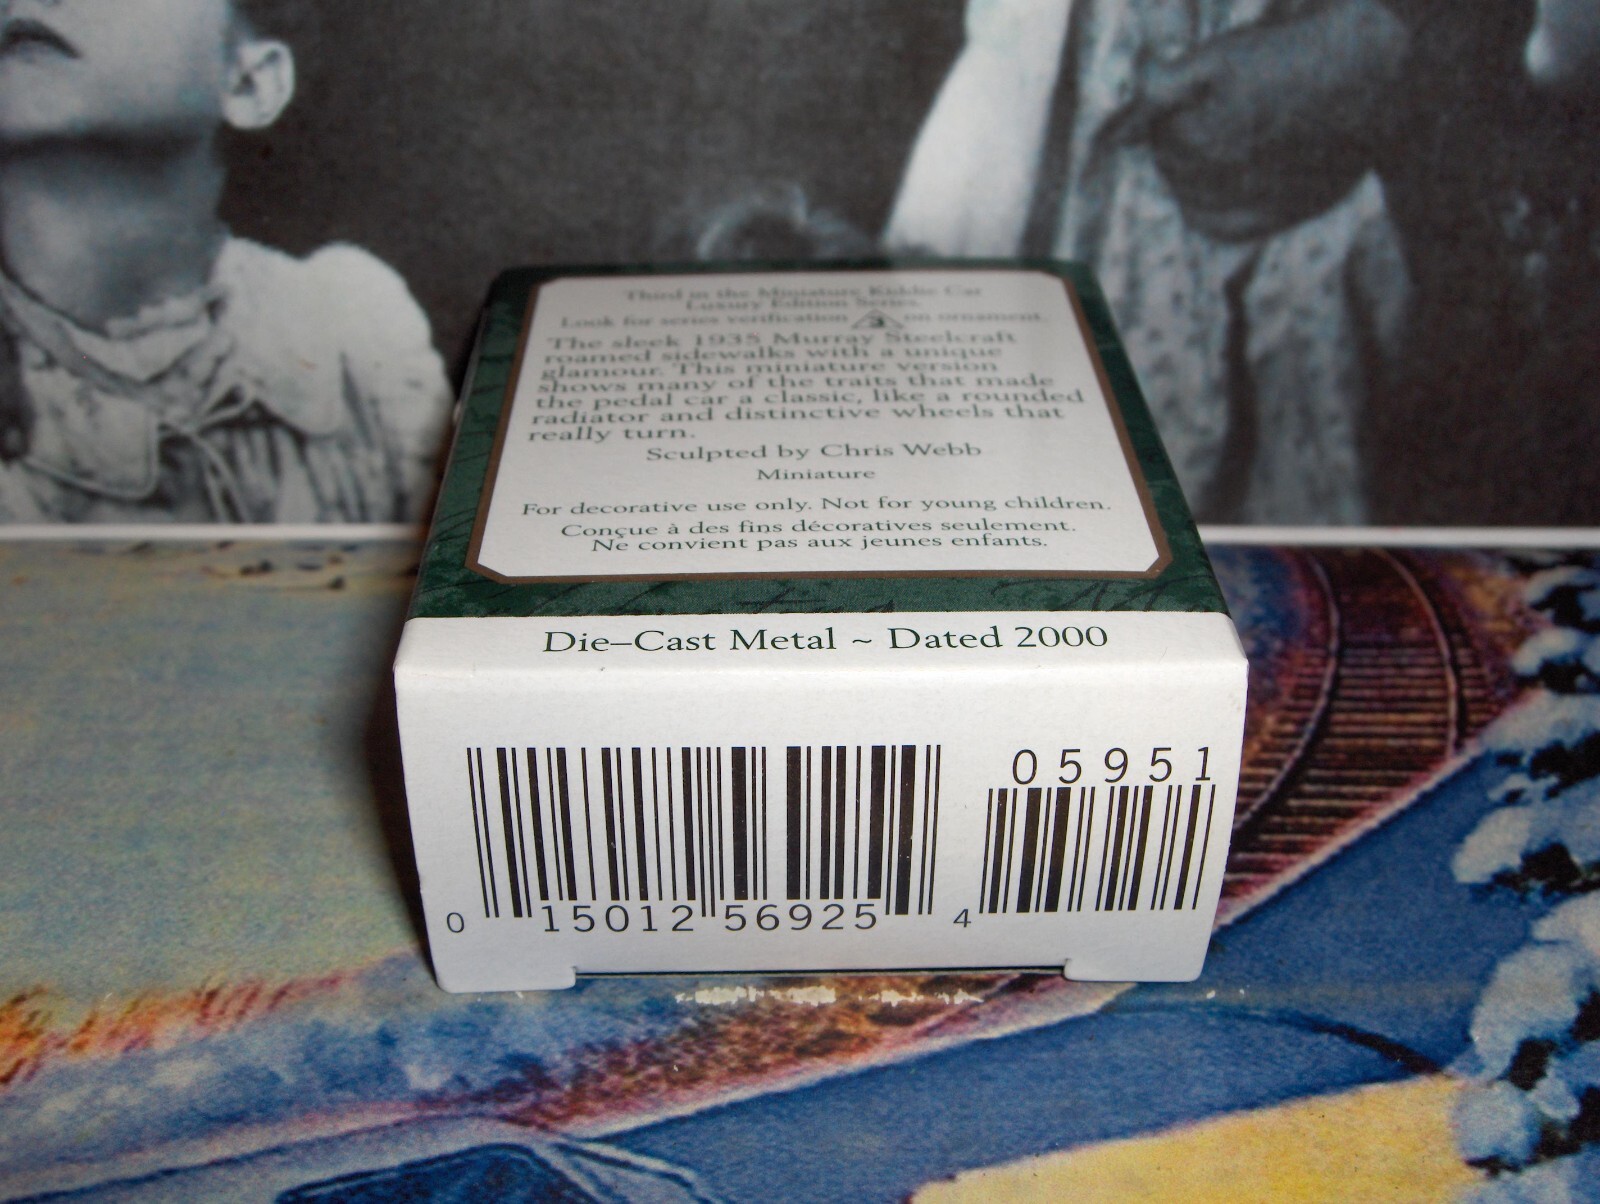 Third in the Miniature Kiddie Car
Luxury Edition Series.
Look for series verification 3 on ornament.
The sleek 1935 Murray Steelcraft
roamed sidewalks with a unique
glamour. This miniature version
shows many of the traits that made
the pedal car a classic, like a rounded
radiator and distinctive wheels that
really turn.
Sculpted by Chris Webb
Miniature
For decorative use only. Not for young children.
Conçue à des fins décoratives seulement.
Ne convient pas aux jeunes enfants.
Die–Cast Metal ~ Dated 2000
05951
0 15012 56925 4